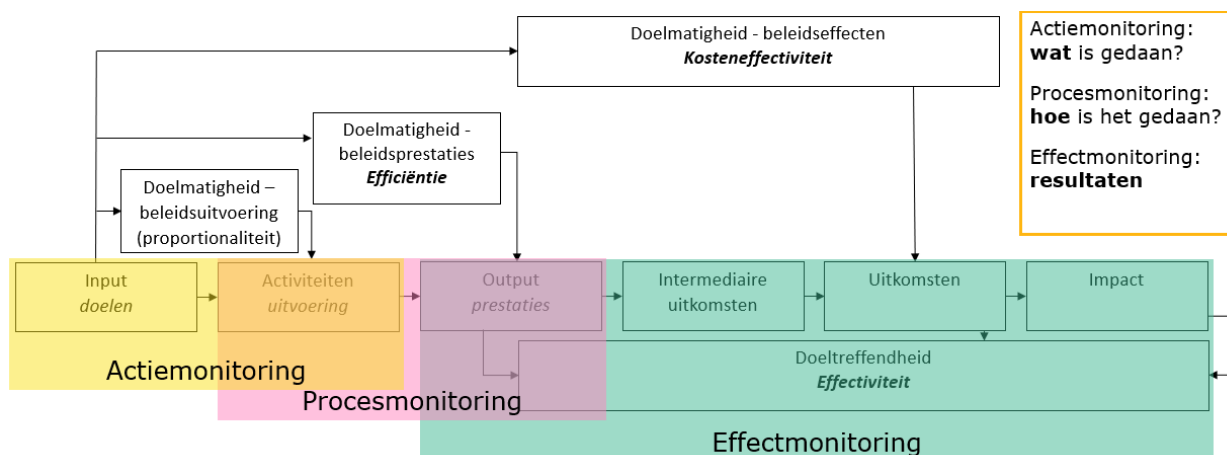 Doelmatigheid - beleidseffecten
Kosteneffectiviteit
Actiemonitoring:
wat is gedaan?
Procesmonitoring:
hoe is het gedaan?
Effectmonitoring:
resultaten
Doelmatigheid -
beleidsprestaties
Efficiëntie
Doelmatigheid –
beleidsuitvoering
(proportionaliteit)
Input
doelen
Activiteiten
uitvoering
Output
prestaties
Intermediaire
uitkomsten
Uitkomsten
Impact
Doeltreffendheid
Effectiviteit
Actiemonitoring
Procesmonitoring
Effectmonitoring